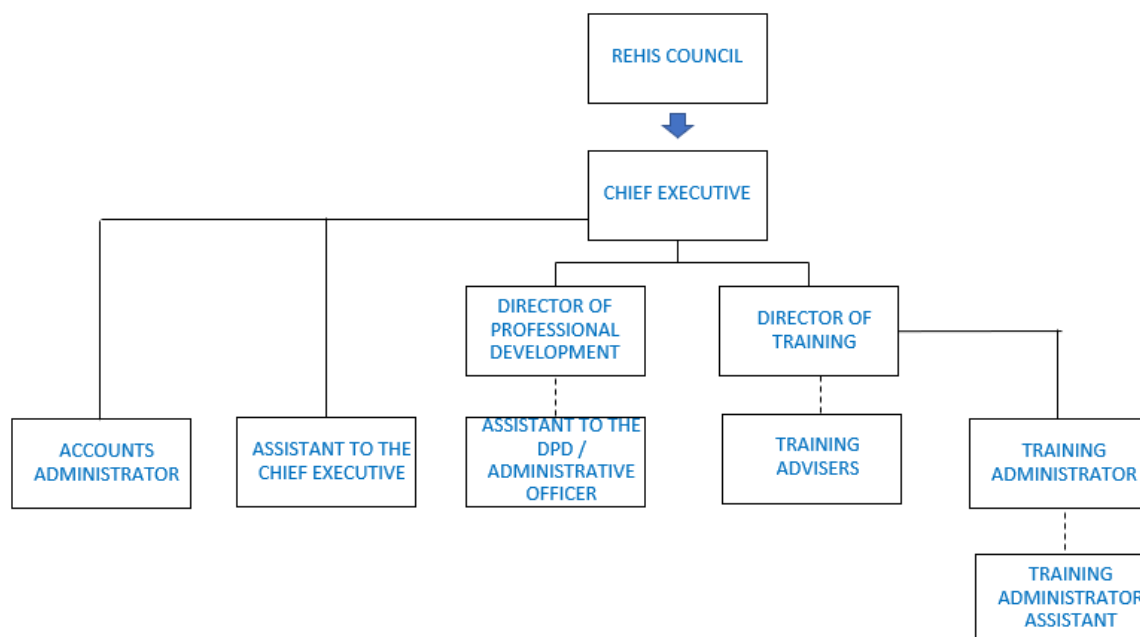 REHIS COUNCIL
CHIEF EXECUTIVE
DIRECTOR OF
PROFESSIONAL
DEVELOPMENT
DIRECTOR OF
TRAINING
ACCOUNTS
ADMINISTRATOR
ASSISTANT TO THE
CHIEF EXECUTIVE
ASSISTANT TO THE
DPD /
ADMINISTRATIVE
OFFICER
TRAINING
ADVISERS
TRAINING
ADMINISTRATOR
TRAINING
ADMINISTRATOR
ASSISTANT